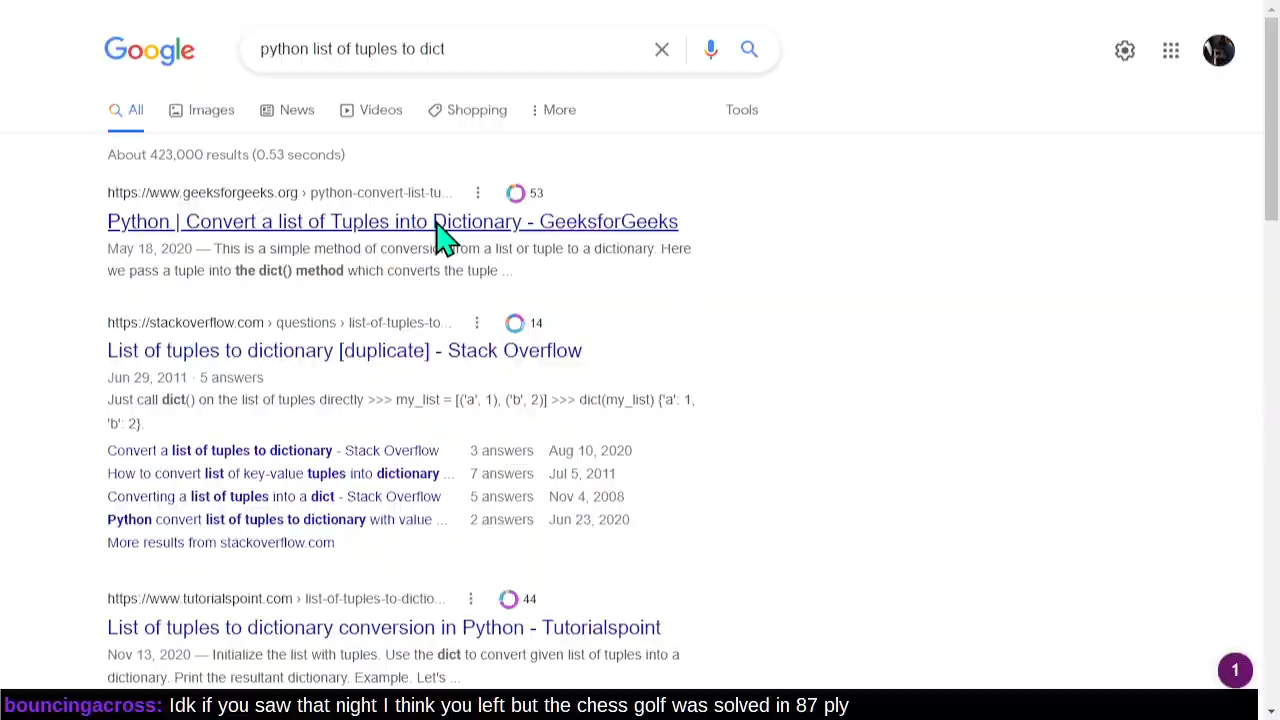 Google
python list of tuples to dict
All
Images
News
Videos
Shopping
More
Tools
About 423,000 results (0.53 seconds)
https://www.geeksforgeeks.org › python-convert-list-tu...
53
Python | Convert a list of Tuples into Dictionary - GeeksforGeeks
May 18, 2020 — This is a simple method of conversion from a list or tuple to a dictionary. Here
we pass a tuple into the dict() method which converts the tuple ...
https://stackoverflow.com › questions › list-of-tuples-to...
14
List of tuples to dictionary [duplicate] - Stack Overflow
Jun 29, 2011 · 5 answers
Just call dict() on the list of tuples directly >>> my_list = [('a', 1), ('b', 2)] >>> dict(my_list) {'a': 1,
'b': 2}.
Convert a list of tuples to dictionary - Stack Overflow 3 answers Aug 10, 2020
How to convert list of key-value tuples into dictionary ... 7 answers Jul 5, 2011
Converting a list of tuples into a dict - Stack Overflow 5 answers Nov 4, 2008
Python convert list of tuples to dictionary with value ... 2 answers Jun 23, 2020
More results from stackoverflow.com
https://www.tutorialspoint.com › list-of-tuples-to-dictio...
44
List of tuples to dictionary conversion in Python - Tutorialspoint
Nov 13, 2020 — Initialize the list with tuples. Use the dict to convert given list of tuples into a
dictionary. Print the resultant dictionary. Example. Let's ...
1
bouncingacross: Idk if you saw that night I think you left but the chess golf was solved in 87 ply